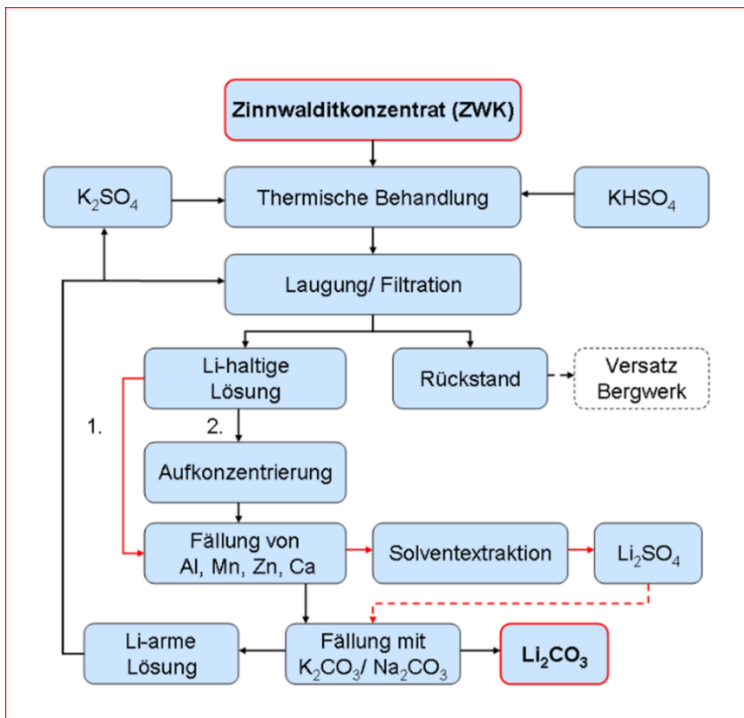 Zinnwalditkonzentrat (ZWK)
K₂SO₄
Thermische Behandlung
KHSO₄
Laugung/ Filtration
Li-haltige
Lösung
Rückstand
Versatz
Bergwerk
1.
2.
Aufkonzentrierung
Fällung von
Al, Mn, Zn, Ca
Solventextraktion
Li₂SO₄
Li-arme
Lösung
Fällung mit
K₂CO₃/ Na₂CO₃
Li₂CO₃